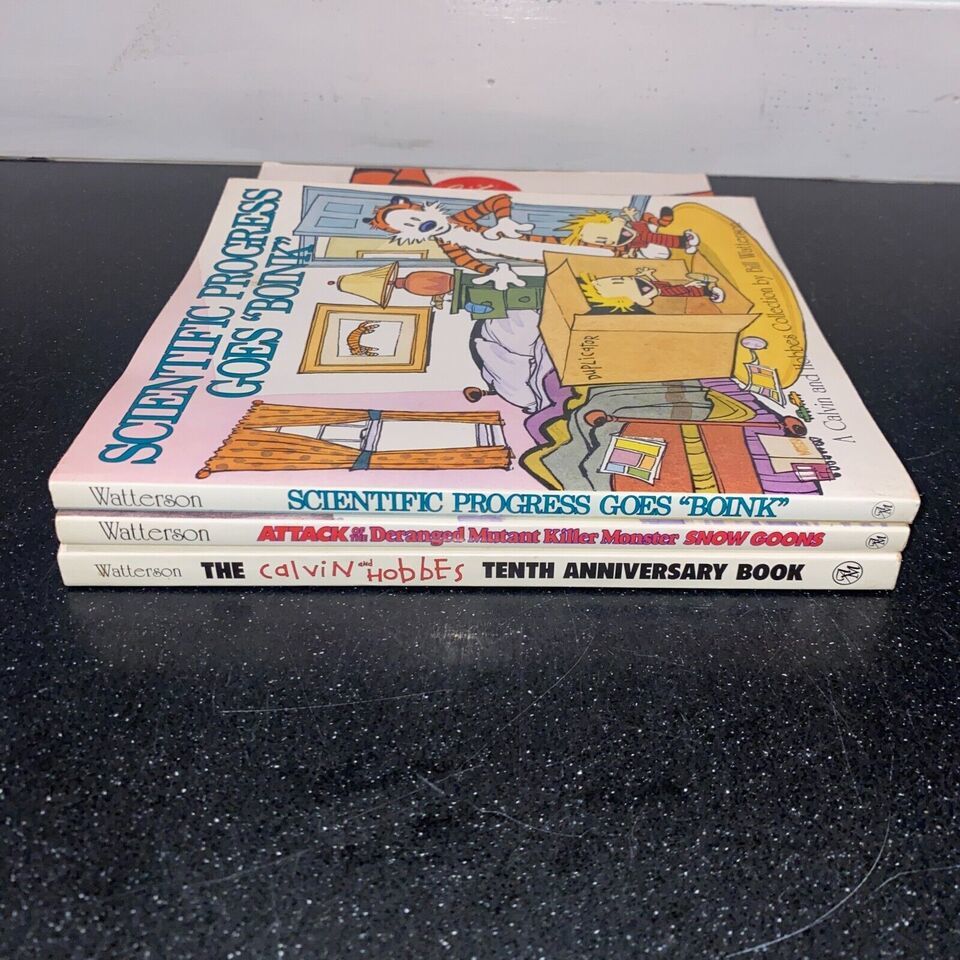 SCIENTIFIC PROGRESS
GOES "BOINK"
DUPLICATOR
A Calvin and Hobbes Collection by Bill Watterson
Watterson SCIENTIFIC PROGRESS GOES "BOINK"
Watterson ATTACK OF THE Deranged Mutant Killer Monster SNOW GOONS
Watterson THE Calvin and HobbEs TENTH ANNIVERSARY BOOK